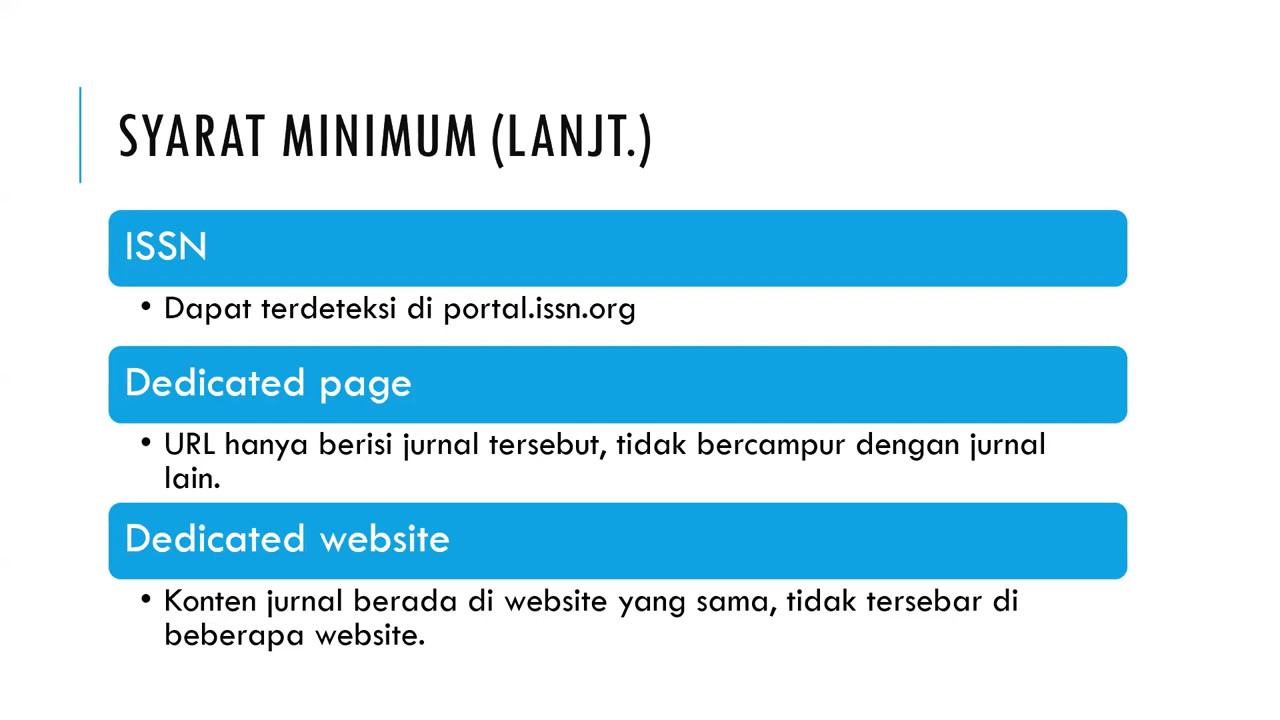 SYARAT MINIMUM (LANJT.)
ISSN
• Dapat terdeteksi di portal.issn.org
Dedicated page
• URL hanya berisi jurnal tersebut, tidak bercampur dengan jurnal
lain.
Dedicated website
• Konten jurnal berada di website yang sama, tidak tersebar di
beberapa website.